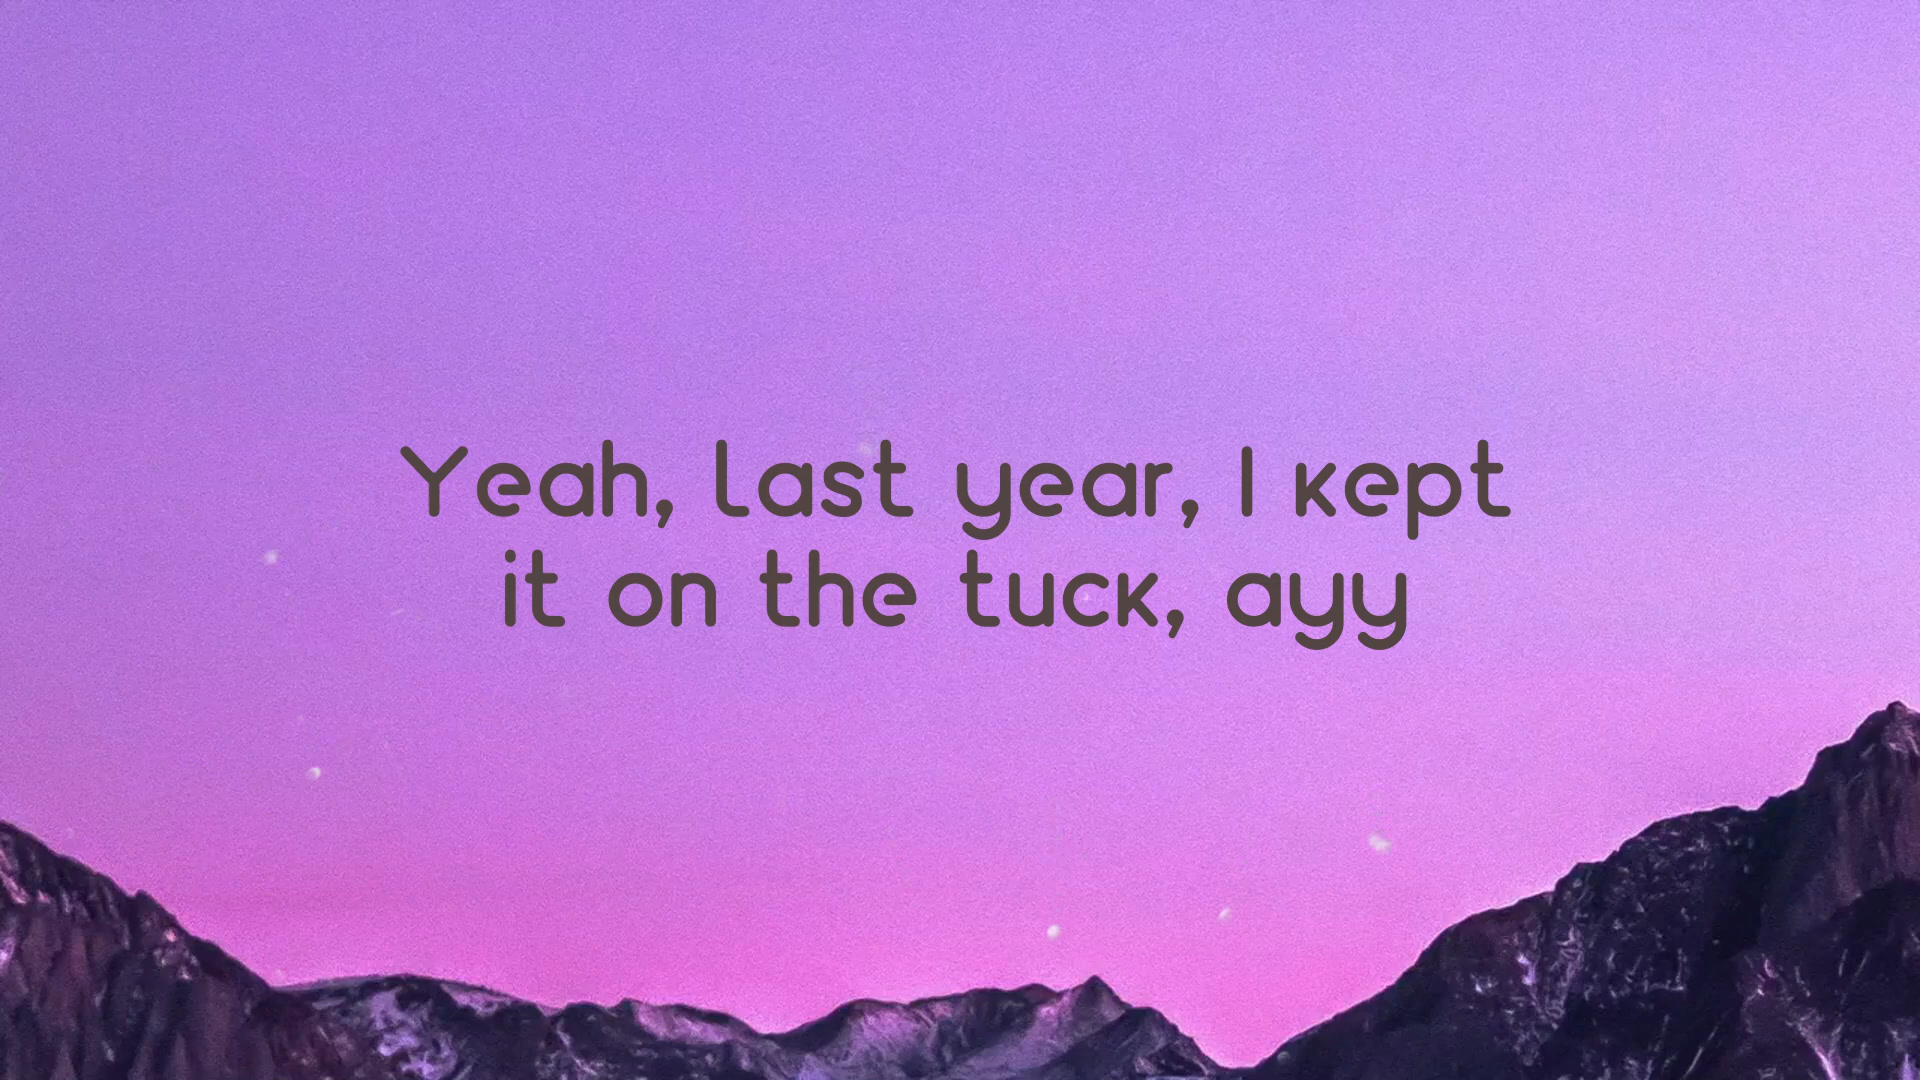 Yeah, last year, I kept
it on the tuck, ayy